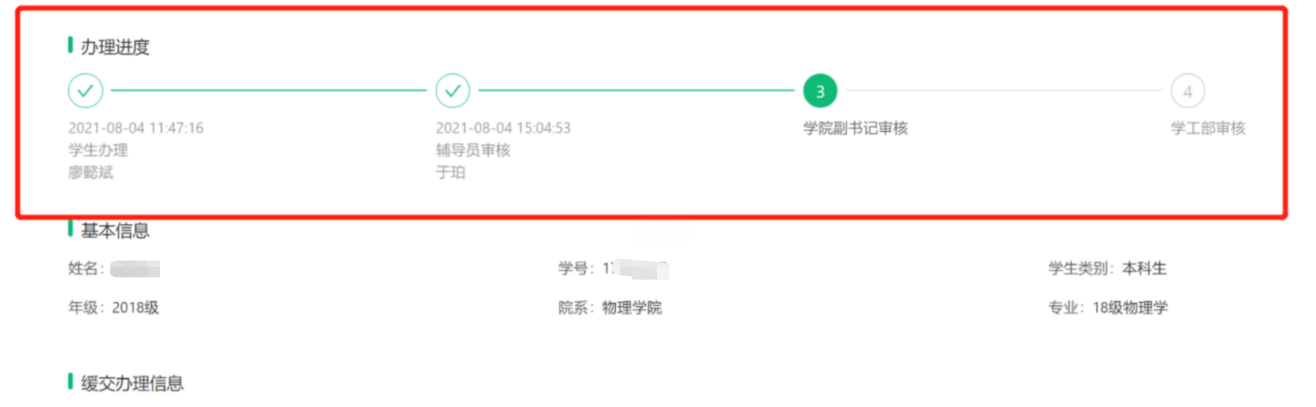 办理进度
3 4
2021-08-04 11:47:16 2021-08-04 15:04:53 学院副书记审核 学工部审核
学生办理 辅导员审核
廖懿斌 于珀
基本信息
姓名: 学号: 17 学生类别: 本科生
年级: 2018级 院系: 物理学院 专业: 18级物理学
缓交办理信息